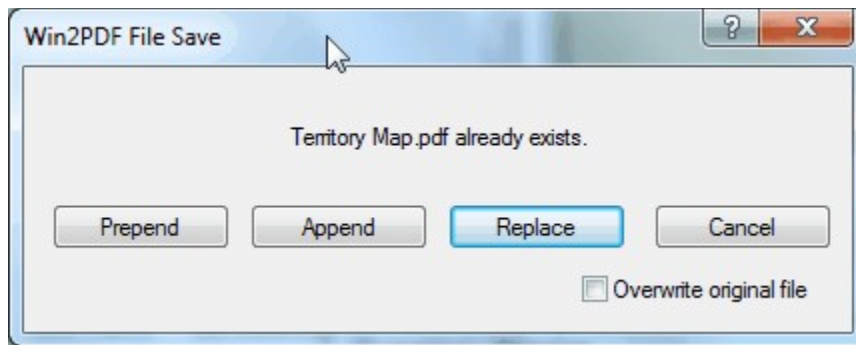 Win2PDF File Save
Territory Map.pdf already exists.
Prepend Append Replace Cancel
Overwrite original file